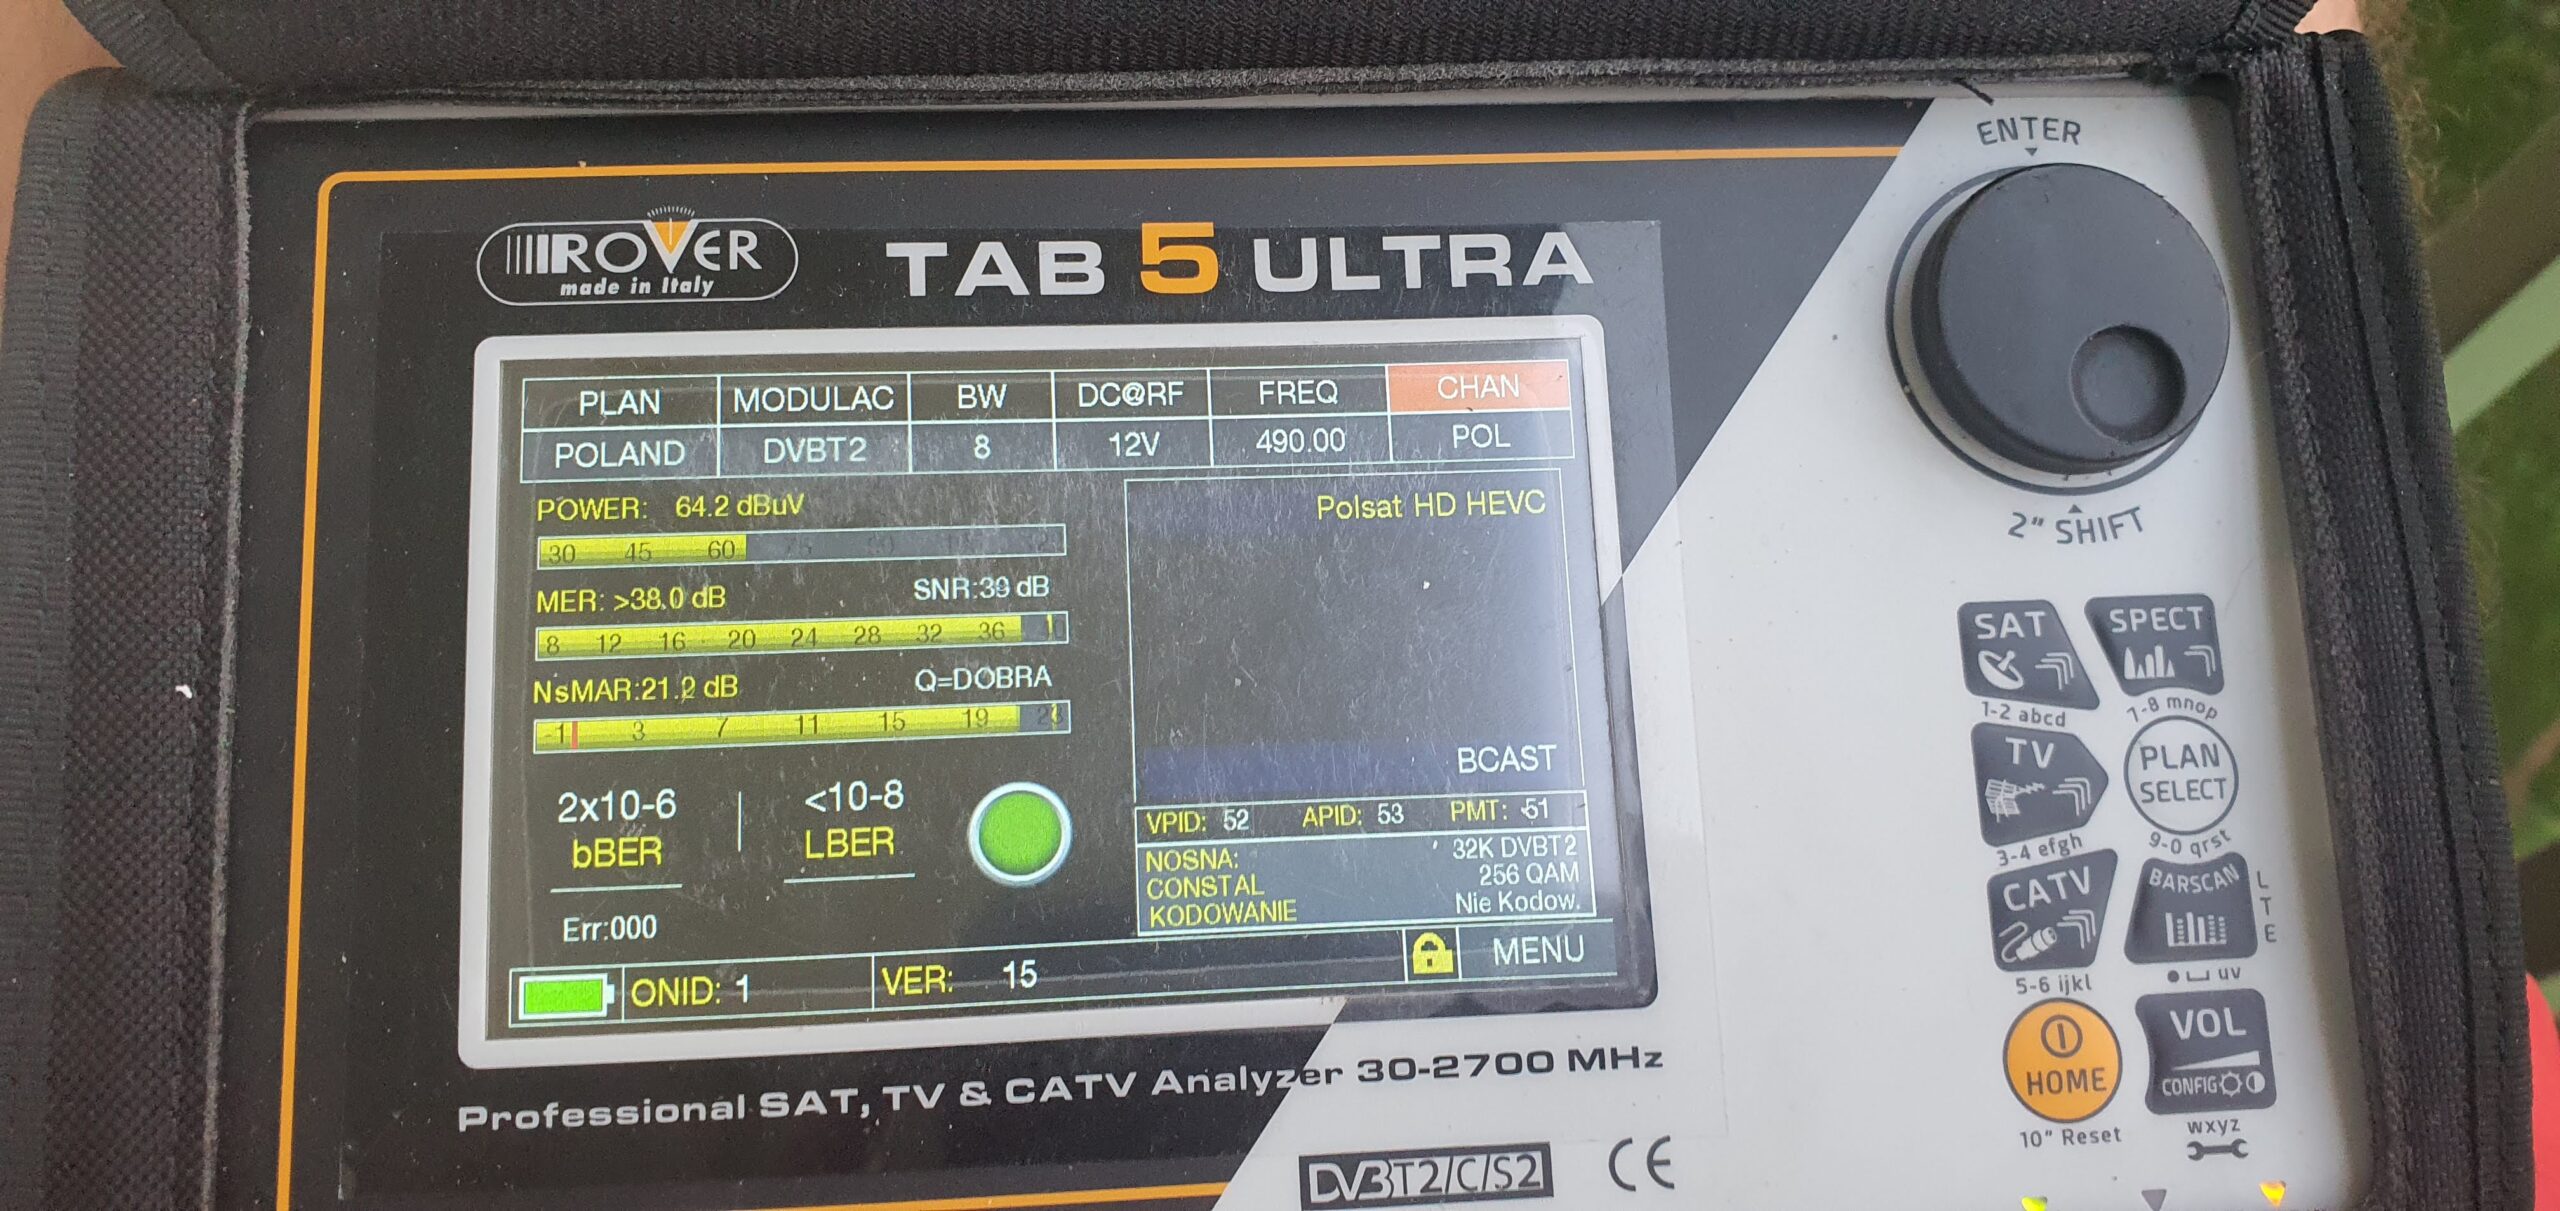 ROVER
made in Italy
TAB 5 ULTRA
PLAN MODULAC BW DC@RF FREQ CHAN
POLAND DVBT2 8 12V 490.00 POL
POWER: 64.2 dBuV
30 45 60
MER: >38.0 dB SNR:39 dB
8 12 16 20 24 28 32 36
NsMAR:21.2 dB Q=DOBRA
-1 3 7 11 15 19 23
2x10-6 <10-8
bBER LBER
Err:000
Polsat HD HEVC
BCAST
VPID: 52 APID: 53 PMT: 51
NOSNA: 32K DVBT2
CONSTAL 256 QAM
KODOWANIE Nie Kodow.
ONID: 1 VER: 15 MENU
Professional SAT, TV & CATV Analyzer 30-2700 MHz
DVB T2/C/S2 CE
ENTER
2" SHIFT
SAT SPECT
1-2 abcd 7-8 mnop
TV PLAN SELECT
3-4 efgh 9-0 qrst
CATV BARSCAN LTE
5-6 ijkl uv
HOME VOL
CONFIG
10" Reset wxyz